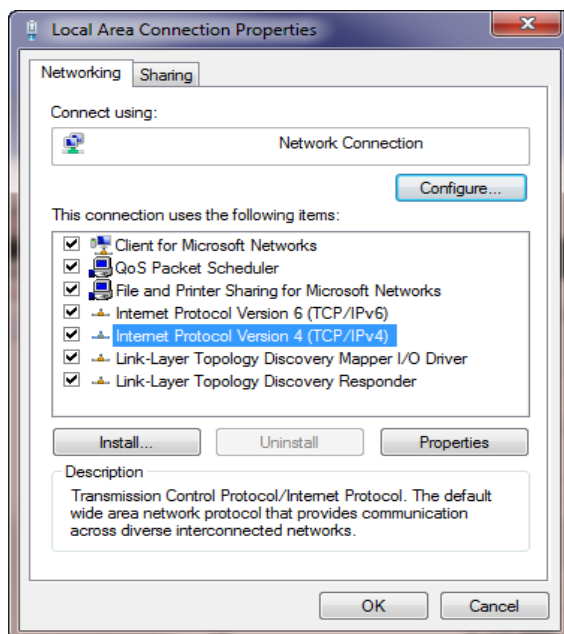 Local Area Connection Properties
Networking Sharing
Connect using:
Network Connection
Configure...
This connection uses the following items:
Client for Microsoft Networks
QoS Packet Scheduler
File and Printer Sharing for Microsoft Networks
Internet Protocol Version 6 (TCP/IPv6)
Internet Protocol Version 4 (TCP/IPv4)
Link-Layer Topology Discovery Mapper I/O Driver
Link-Layer Topology Discovery Responder
Install... Uninstall Properties
Description
Transmission Control Protocol/Internet Protocol. The default
wide area network protocol that provides communication
across diverse interconnected networks.
OK Cancel